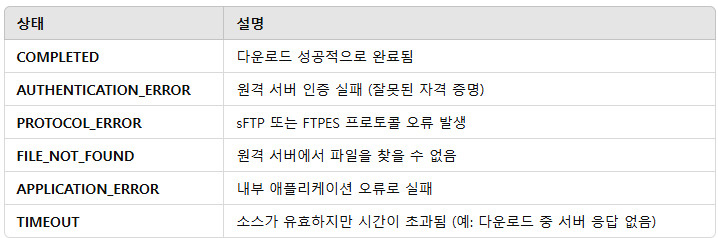 상태 설명
COMPLETED 다운로드 성공적으로 완료됨
AUTHENTICATION_ERROR 원격 서버 인증 실패 (잘못된 자격 증명)
PROTOCOL_ERROR sFTP 또는 FTPES 프로토콜 오류 발생
FILE_NOT_FOUND 원격 서버에서 파일을 찾을 수 없음
APPLICATION_ERROR 내부 애플리케이션 오류로 실패
TIMEOUT 소스가 유효하지만 시간이 초과됨 (예: 다운로드 중 서버 응답 없음)